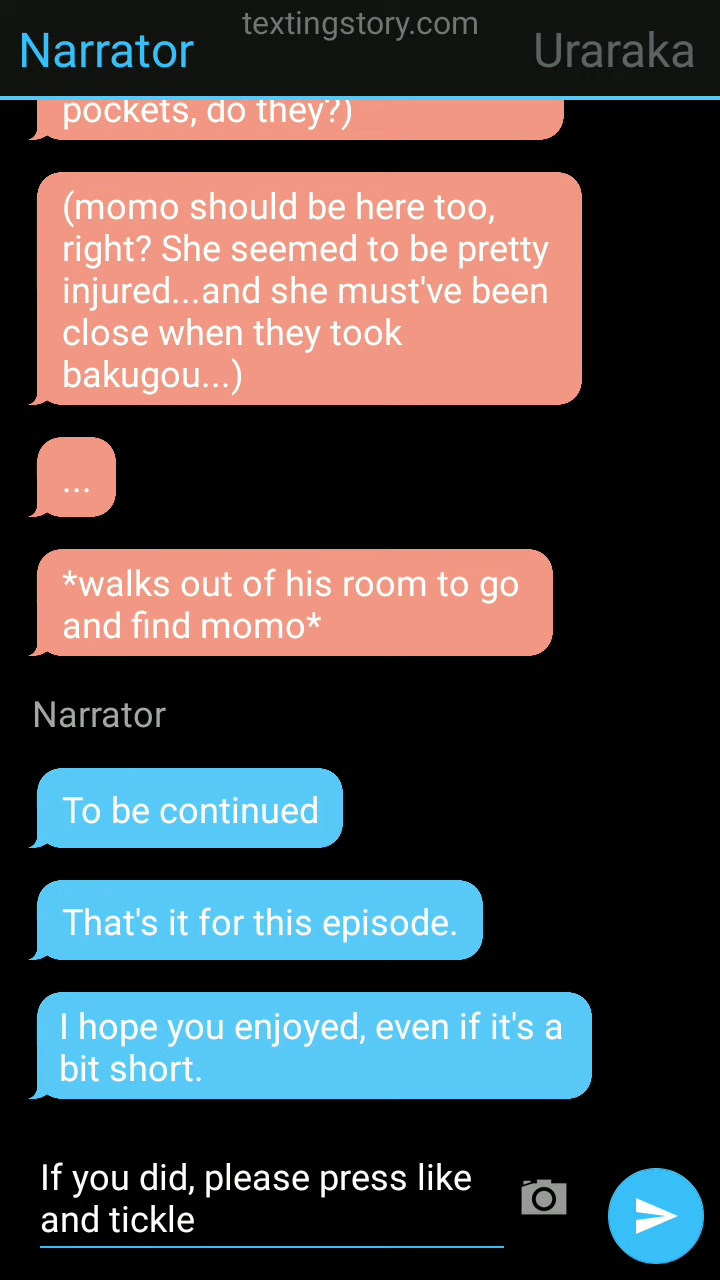 textingstory.com
Narrator Uraraka
pockets, do they?)
(momo should be here too,
right? She seemed to be pretty
injured...and she must've been
close when they took
bakugou...)
...
*walks out of his room to go
and find momo*
Narrator
To be continued
That's it for this episode.
I hope you enjoyed, even if it's a
bit short.
If you did, please press like
and tickle